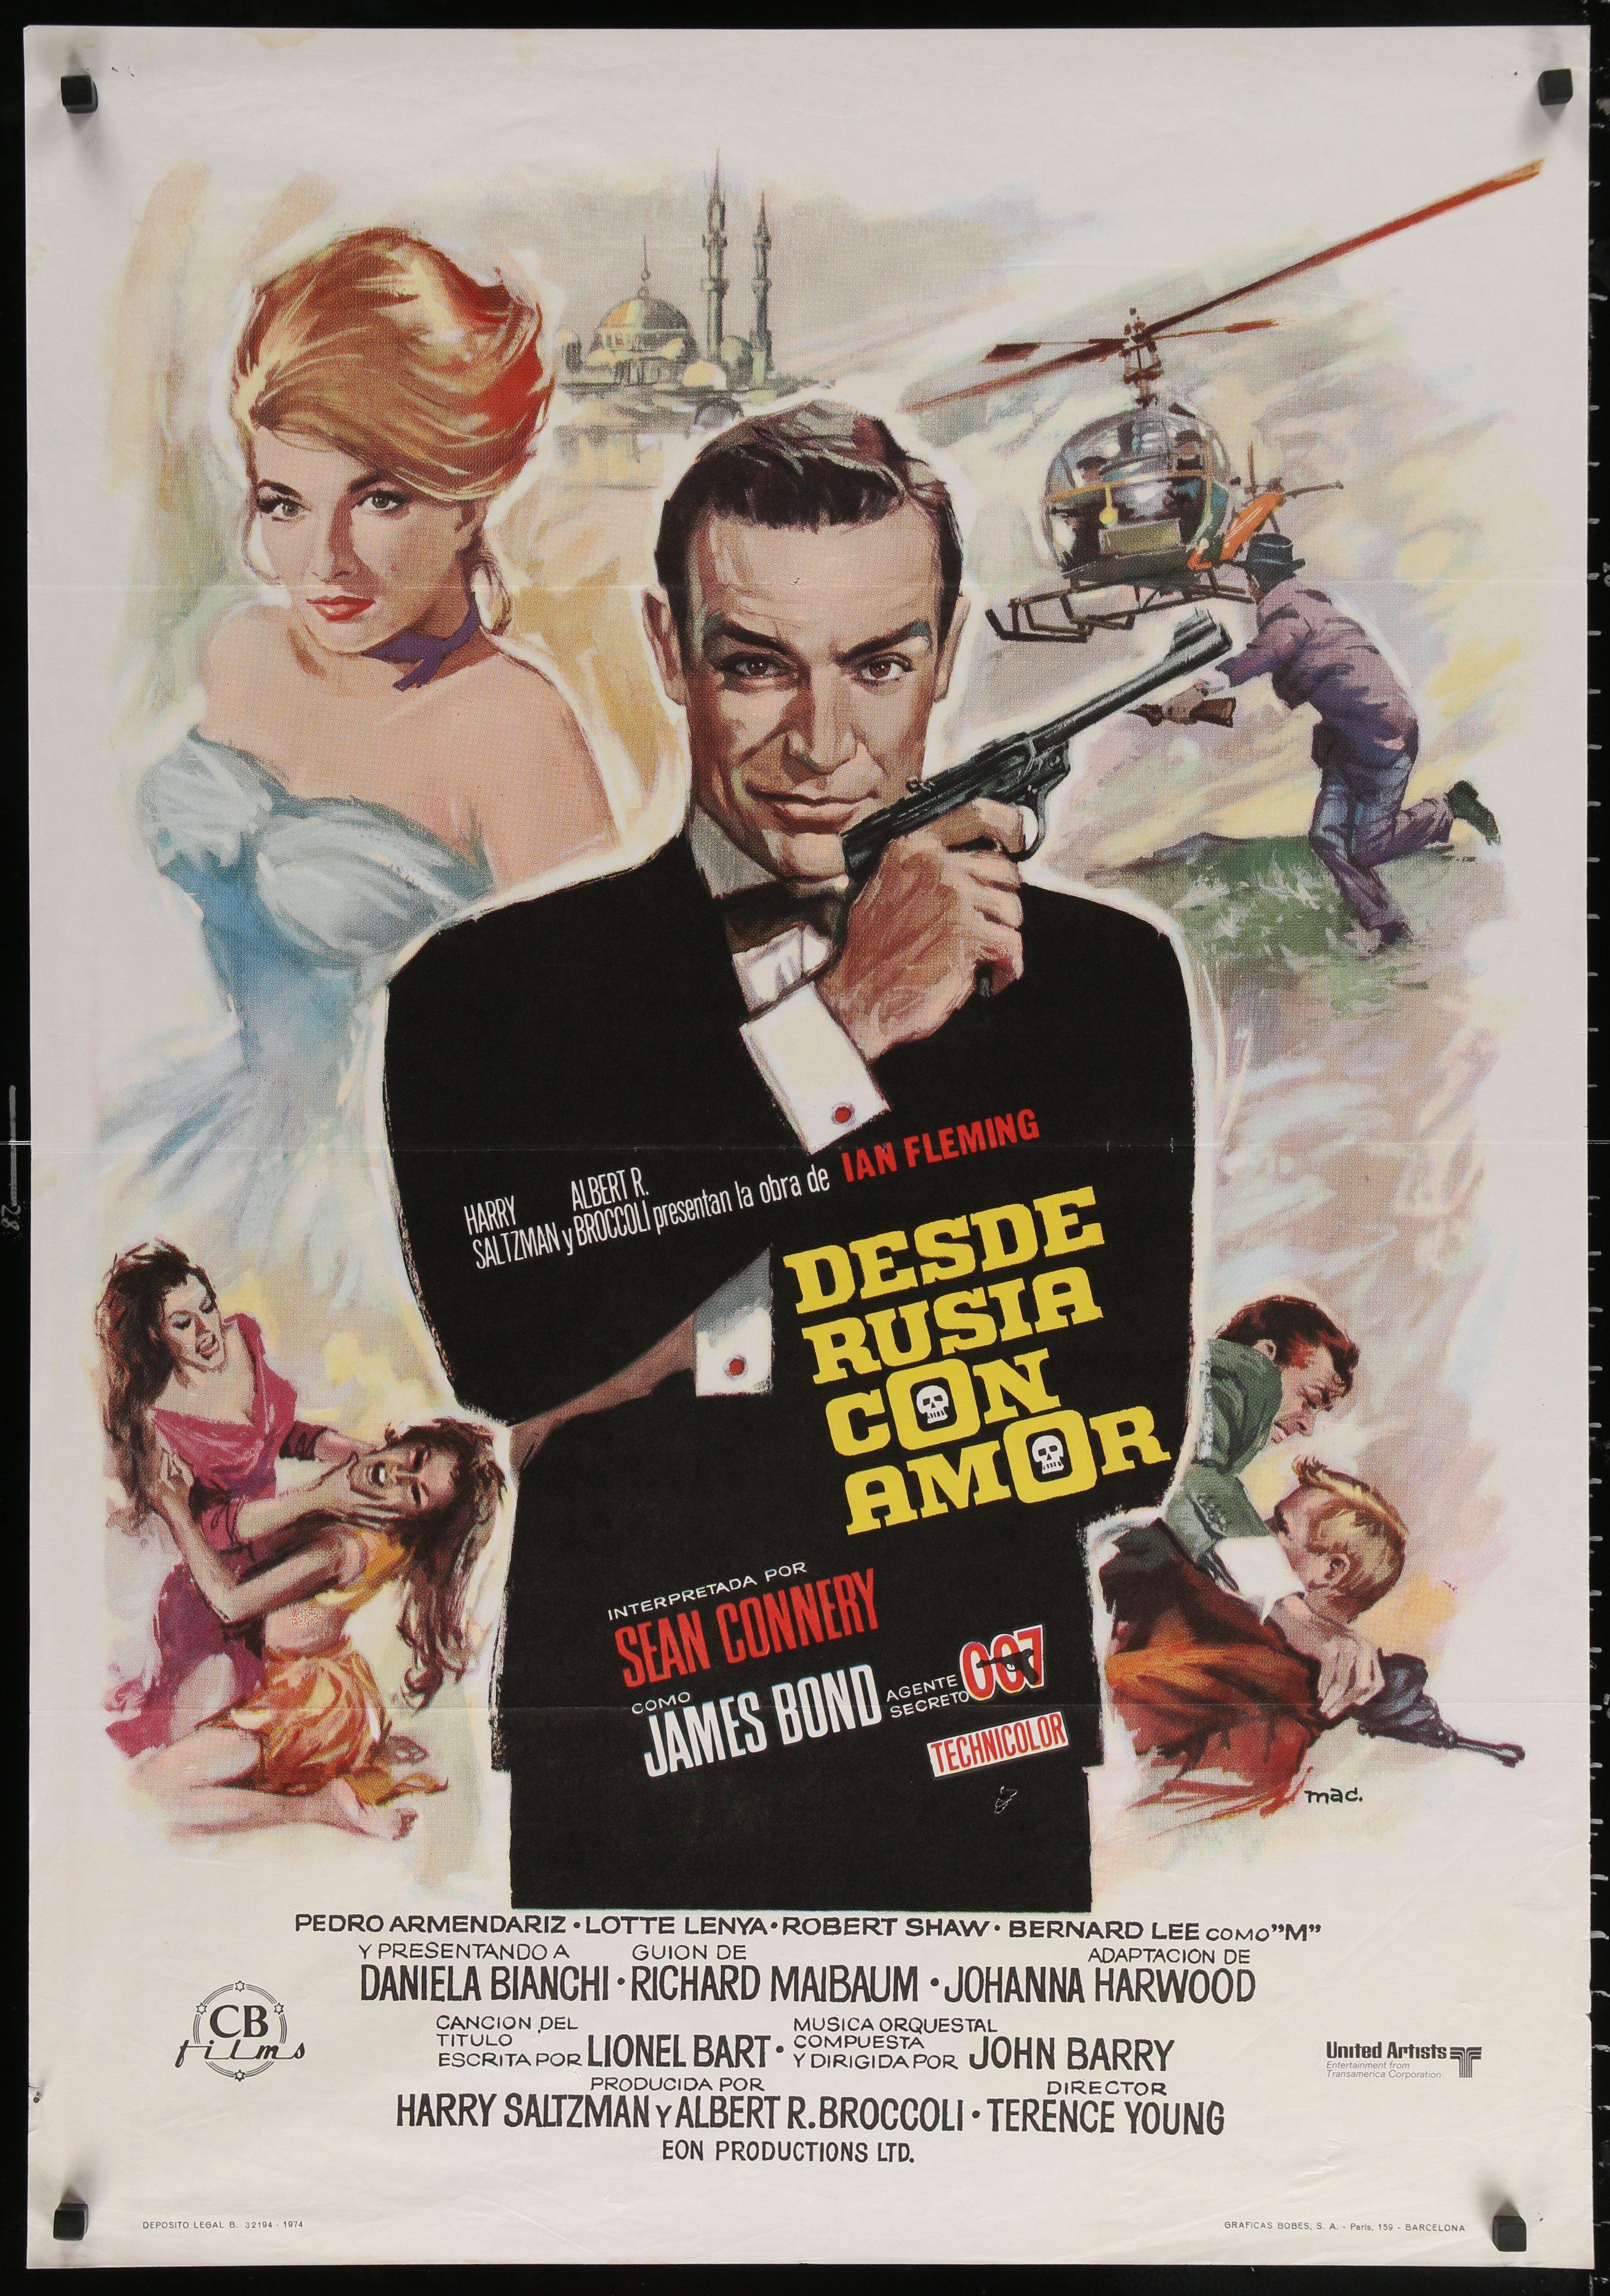 HARRY SALTZMAN y ALBERT R. BROCCOLI presentan la obra de IAN FLEMING
DESDE
RUSIA
CON
AMOR
INTERPRETADA POR
SEAN CONNERY
COMO
JAMES BOND
AGENTE
SECRETO
007
TECHNICOLOR
mac.
PEDRO ARMENDARIZ • LOTTE LENYA • ROBERT SHAW • BERNARD LEE COMO "M"
Y PRESENTANDO A GUION DE ADAPTACION DE
DANIELA BIANCHI • RICHARD MAIBAUM • JOHANNA HARWOOD
CANCION DEL
TITULO
ESCRITA POR LIONEL BART •
MUSICA ORQUESTAL
COMPUESTA
Y DIRIGIDA POR JOHN BARRY
PRODUCIDA POR DIRECTOR
HARRY SALTZMAN Y ALBERT R. BROCCOLI • TERENCE YOUNG
EON PRODUCTIONS LTD.
CB
films
United Artists
Entertainment from
Transamerica Corporation
DEPOSITO LEGAL B. 32194 - 1974
GRAFICAS BOBES, S. A. - París, 159 - BARCELONA
28